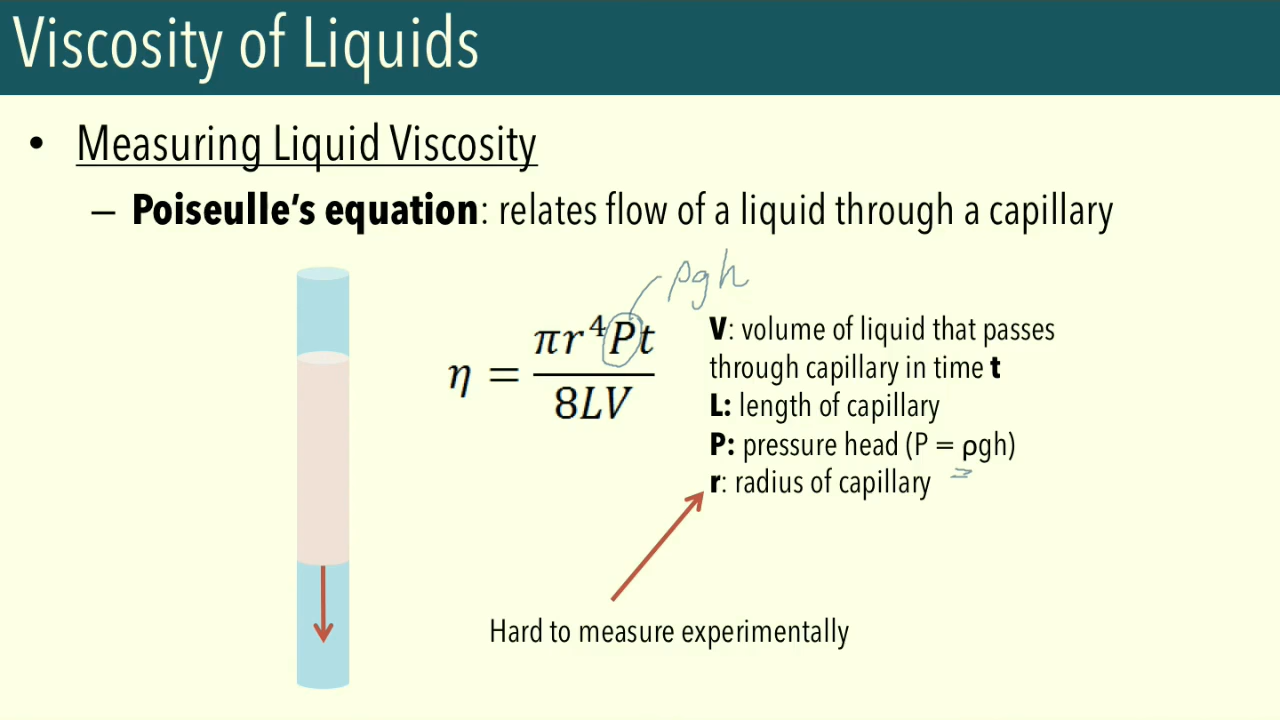 Viscosity of Liquids
• Measuring Liquid Viscosity
– Poiseulle's equation: relates flow of a liquid through a capillary
ρgh
η = πr⁴Pt / 8LV
V: volume of liquid that passes
through capillary in time t
L: length of capillary
P: pressure head (P = ρgh)
r: radius of capillary
Hard to measure experimentally